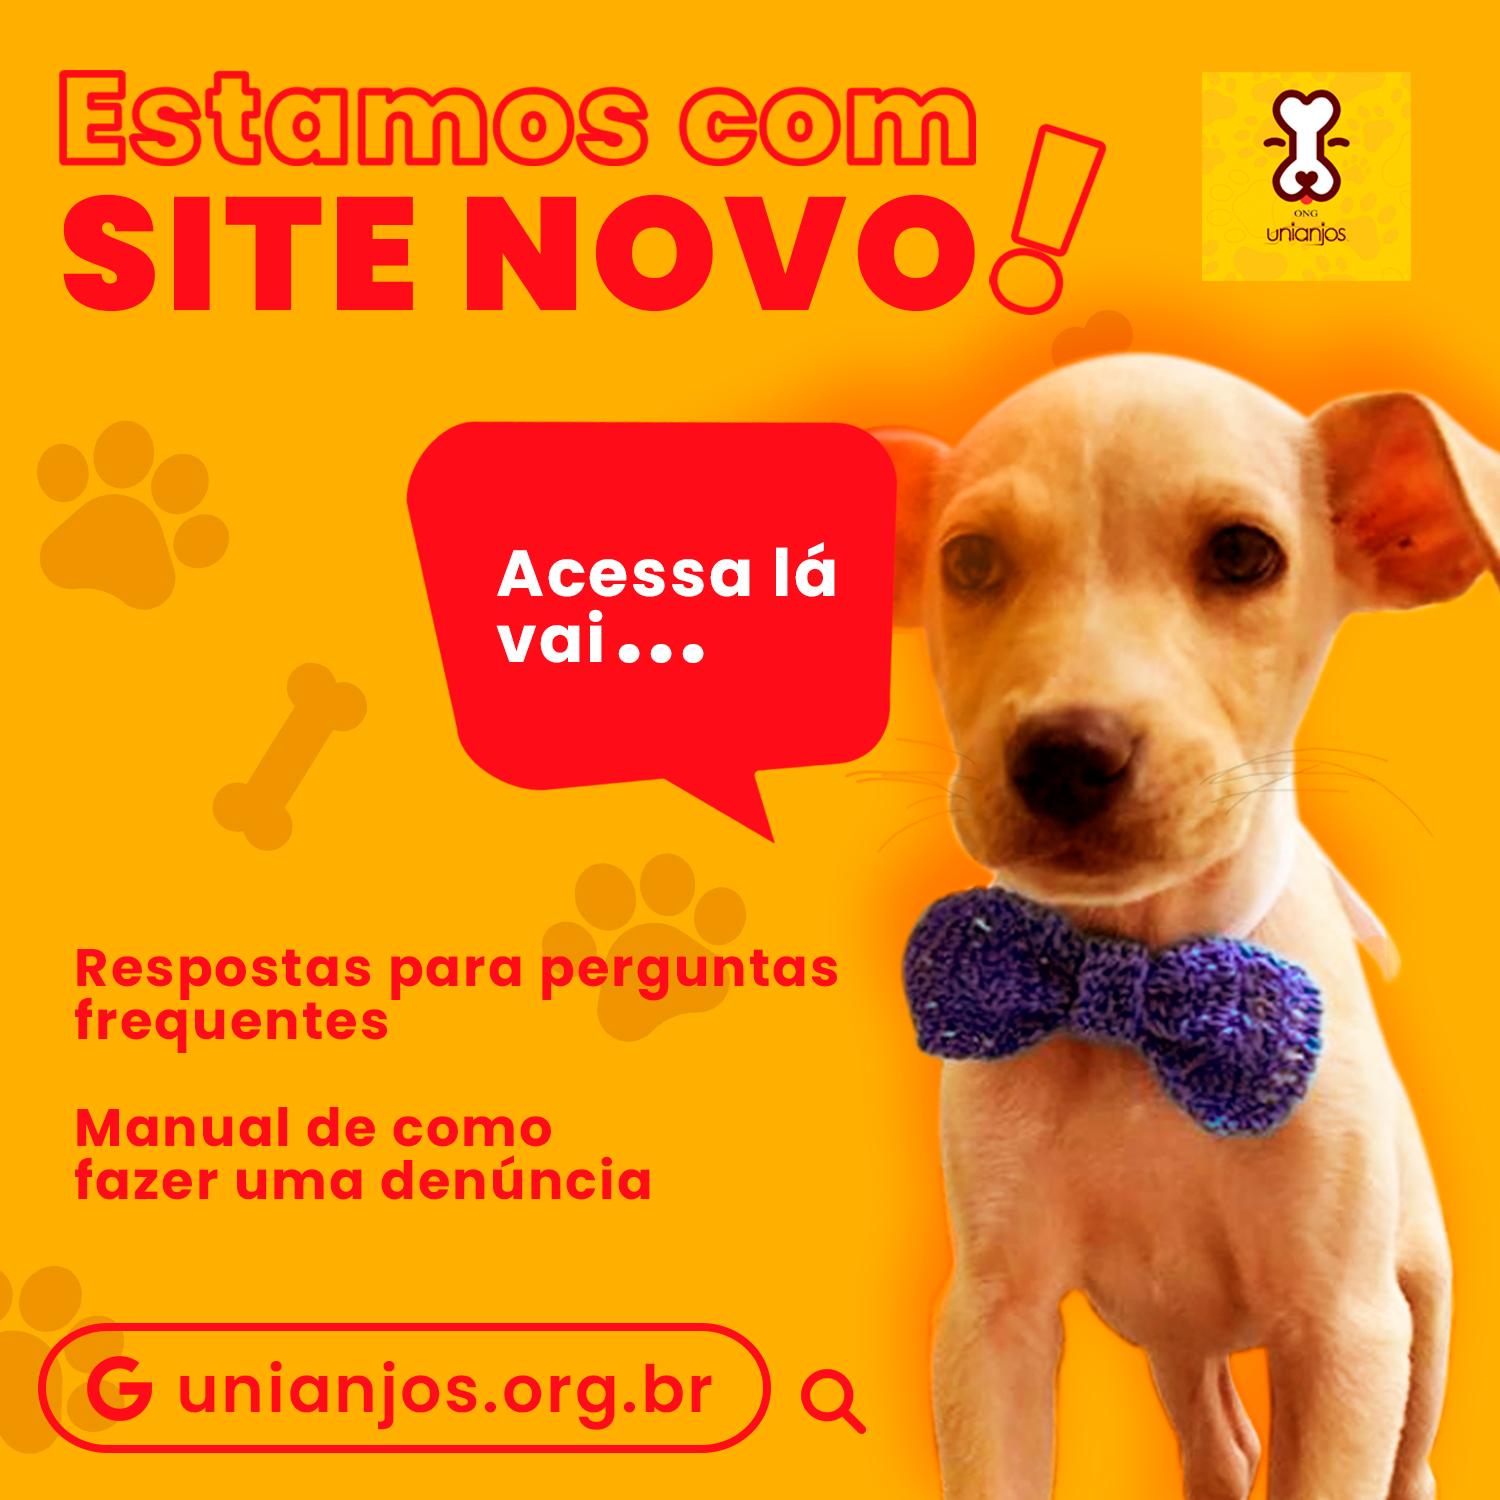 Estamos com
SITE NOVO!
ONG
unianjos
Acessa lá
vai...
Respostas para perguntas
frequentes
Manual de como
fazer uma denúncia
G unianjos.org.br